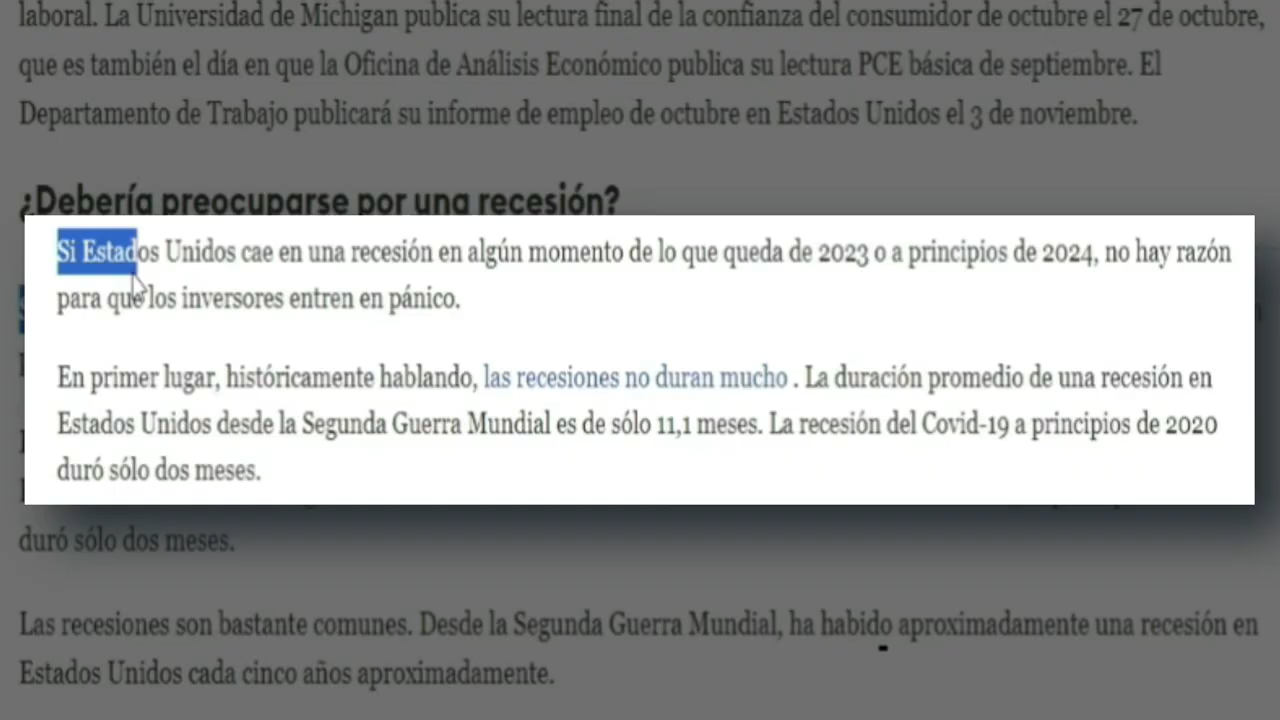 laboral. La Universidad de Michigan publica su lectura final de la confianza del consumidor de octubre el 27 de octubre,
que es también el día en que la Oficina de Análisis Económico publica su lectura PCE básica de septiembre. El
Departamento de Trabajo publicará su informe de empleo de octubre en Estados Unidos el 3 de noviembre.
¿Debería preocuparse por una recesión?
Si Estados Unidos cae en una recesión en algún momento de lo que queda de 2023 o a principios de 2024, no hay razón
para que los inversores entren en pánico.
En primer lugar, históricamente hablando, las recesiones no duran mucho . La duración promedio de una recesión en
Estados Unidos desde la Segunda Guerra Mundial es de sólo 11,1 meses. La recesión del Covid-19 a principios de 2020
duró sólo dos meses.
duró sólo dos meses.
Las recesiones son bastante comunes. Desde la Segunda Guerra Mundial, ha habido aproximadamente una recesión en
Estados Unidos cada cinco años aproximadamente.